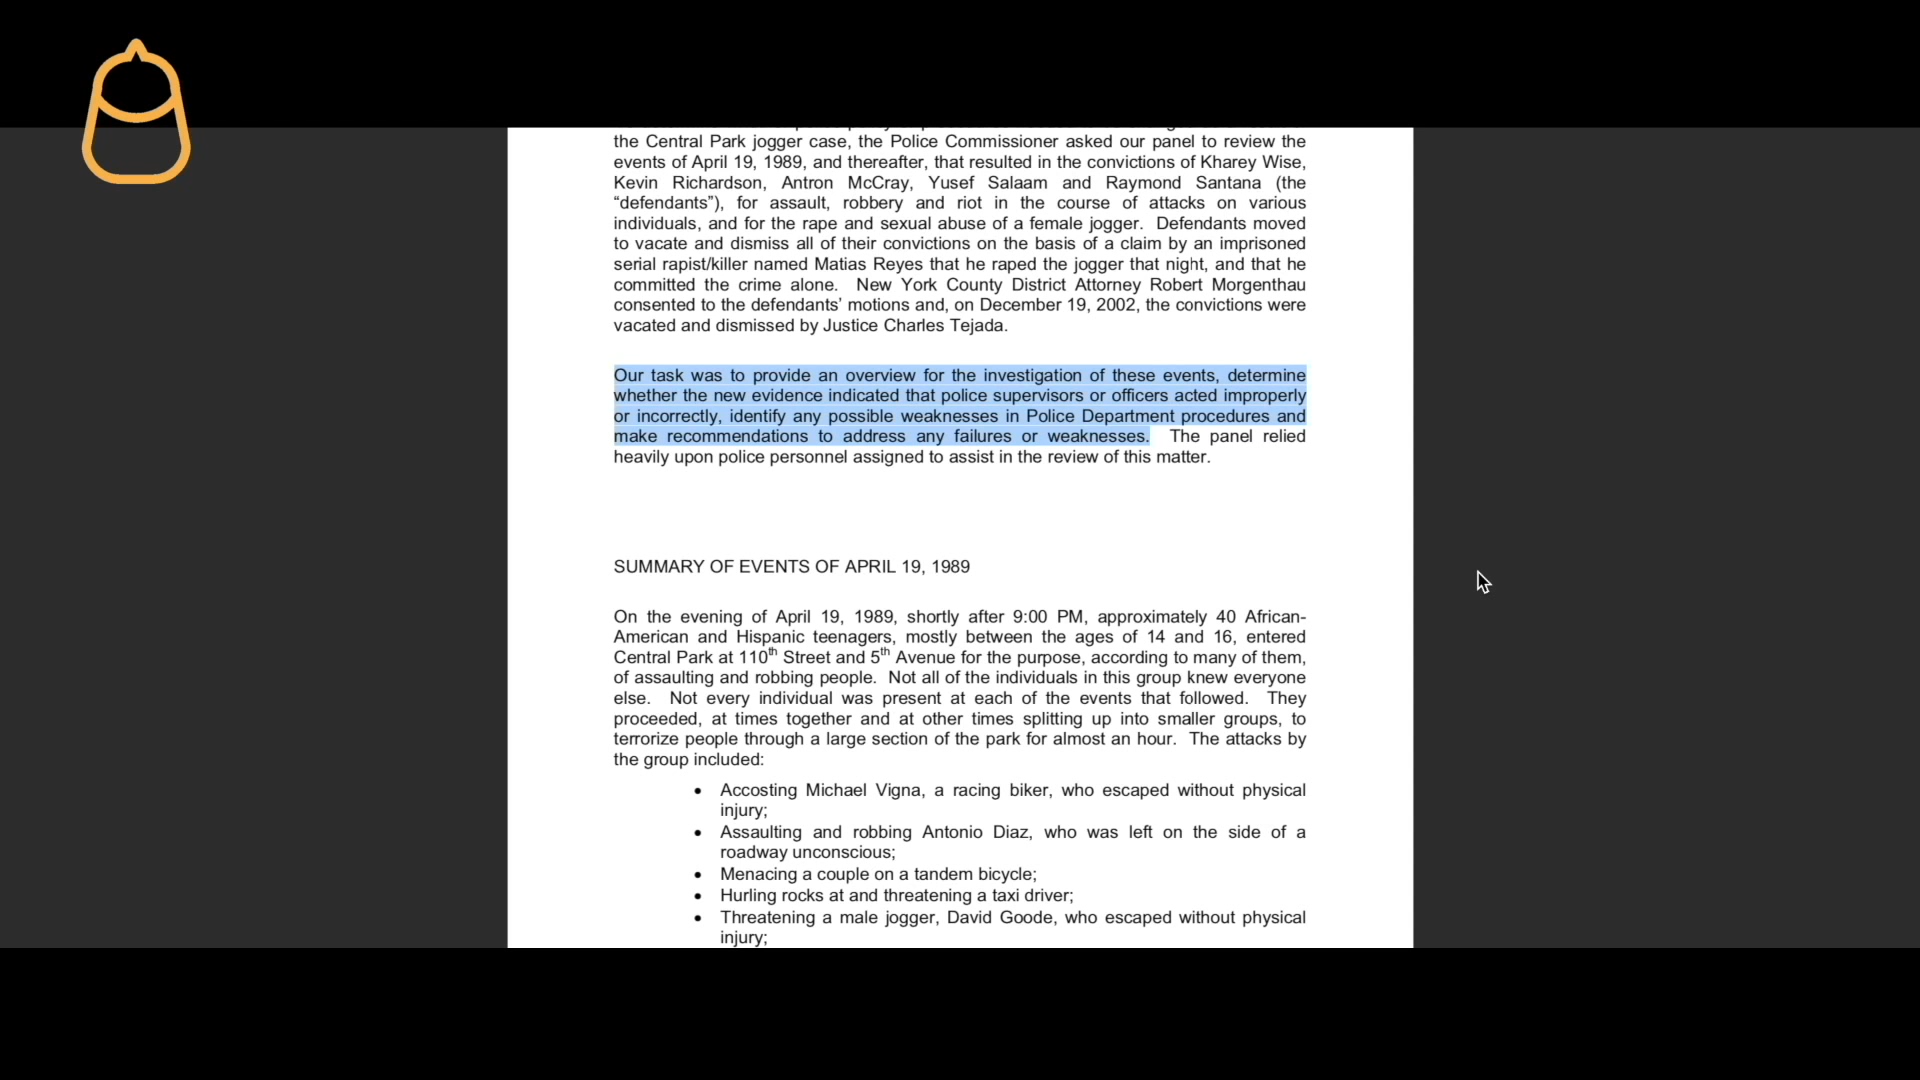 the Central Park jogger case, the Police Commissioner asked our panel to review the
events of April 19, 1989, and thereafter, that resulted in the convictions of Kharey Wise,
Kevin Richardson, Antron McCray, Yusef Salaam and Raymond Santana (the
“defendants”), for assault, robbery and riot in the course of attacks on various
individuals, and for the rape and sexual abuse of a female jogger. Defendants moved
to vacate and dismiss all of their convictions on the basis of a claim by an imprisoned
serial rapist/killer named Matias Reyes that he raped the jogger that night, and that he
committed the crime alone. New York County District Attorney Robert Morgenthau
consented to the defendants’ motions and, on December 19, 2002, the convictions were
vacated and dismissed by Justice Charles Tejada.
Our task was to provide an overview for the investigation of these events, determine
whether the new evidence indicated that police supervisors or officers acted improperly
or incorrectly, identify any possible weaknesses in Police Department procedures and
make recommendations to address any failures or weaknesses. The panel relied
heavily upon police personnel assigned to assist in the review of this matter.
SUMMARY OF EVENTS OF APRIL 19, 1989
On the evening of April 19, 1989, shortly after 9:00 PM, approximately 40 African-
American and Hispanic teenagers, mostly between the ages of 14 and 16, entered
Central Park at 110th Street and 5th Avenue for the purpose, according to many of them,
of assaulting and robbing people. Not all of the individuals in this group knew everyone
else. Not every individual was present at each of the events that followed. They
proceeded, at times together and at other times splitting up into smaller groups, to
terrorize people through a large section of the park for almost an hour. The attacks by
the group included:
• Accosting Michael Vigna, a racing biker, who escaped without physical
injury;
• Assaulting and robbing Antonio Diaz, who was left on the side of a
roadway unconscious;
• Menacing a couple on a tandem bicycle;
• Hurling rocks at and threatening a taxi driver;
• Threatening a male jogger, David Goode, who escaped without physical
injury;